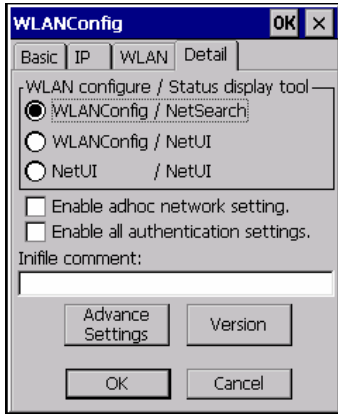 WLANConfig OK ×
Basic IP WLAN Detail
WLAN configure / Status display tool
WLANConfig / NetSearch
WLANConfig / NetUI
NetUI / NetUI
Enable adhoc network setting.
Enable all authentication settings.
Inifile comment:
Advance
Settings
Version
OK Cancel